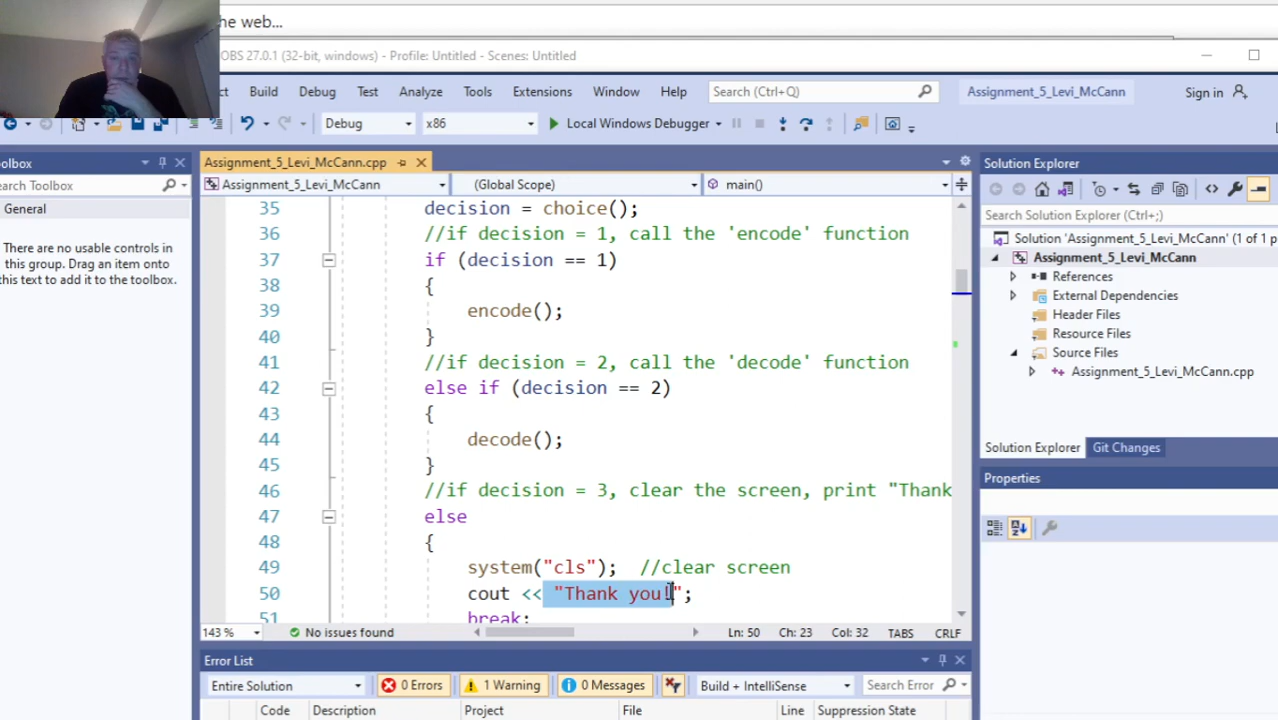 he web...
OBS 27.0.1 (32-bit, windows) - Profile: Untitled - Scenes: Untitled
ct Build Debug Test Analyze Tools Extensions Window Help Search (Ctrl+Q) Assignment_5_Levi_McCann Sign in
Debug x86 Local Windows Debugger
olbox
earch Toolbox
General
There are no usable controls in
this group. Drag an item onto
this text to add it to the toolbox.
Assignment_5_Levi_McCann.cpp
Assignment_5_Levi_McCann (Global Scope) main()
35 decision = choice();
36 //if decision = 1, call the 'encode' function
37 if (decision == 1)
38 {
39 encode();
40 }
41 //if decision = 2, call the 'decode' function
42 else if (decision == 2)
43 {
44 decode();
45 }
46 //if decision = 3, clear the screen, print "Thank
47 else
48 {
49 system("cls"); //clear screen
50 cout << "Thank you!";
51 break;
143 % No issues found Ln: 50 Ch: 23 Col: 32 TABS CRLF
Error List
Entire Solution 0 Errors 1 Warning 0 Messages Build + IntelliSense Search Error
Code Description Project File Line Suppression State
Solution Explorer
Search Solution Explorer (Ctrl+;)
Solution 'Assignment_5_Levi_McCann' (1 of 1 p
Assignment_5_Levi_McCann
References
External Dependencies
Header Files
Resource Files
Source Files
Assignment_5_Levi_McCann.cpp
Solution Explorer Git Changes
Properties